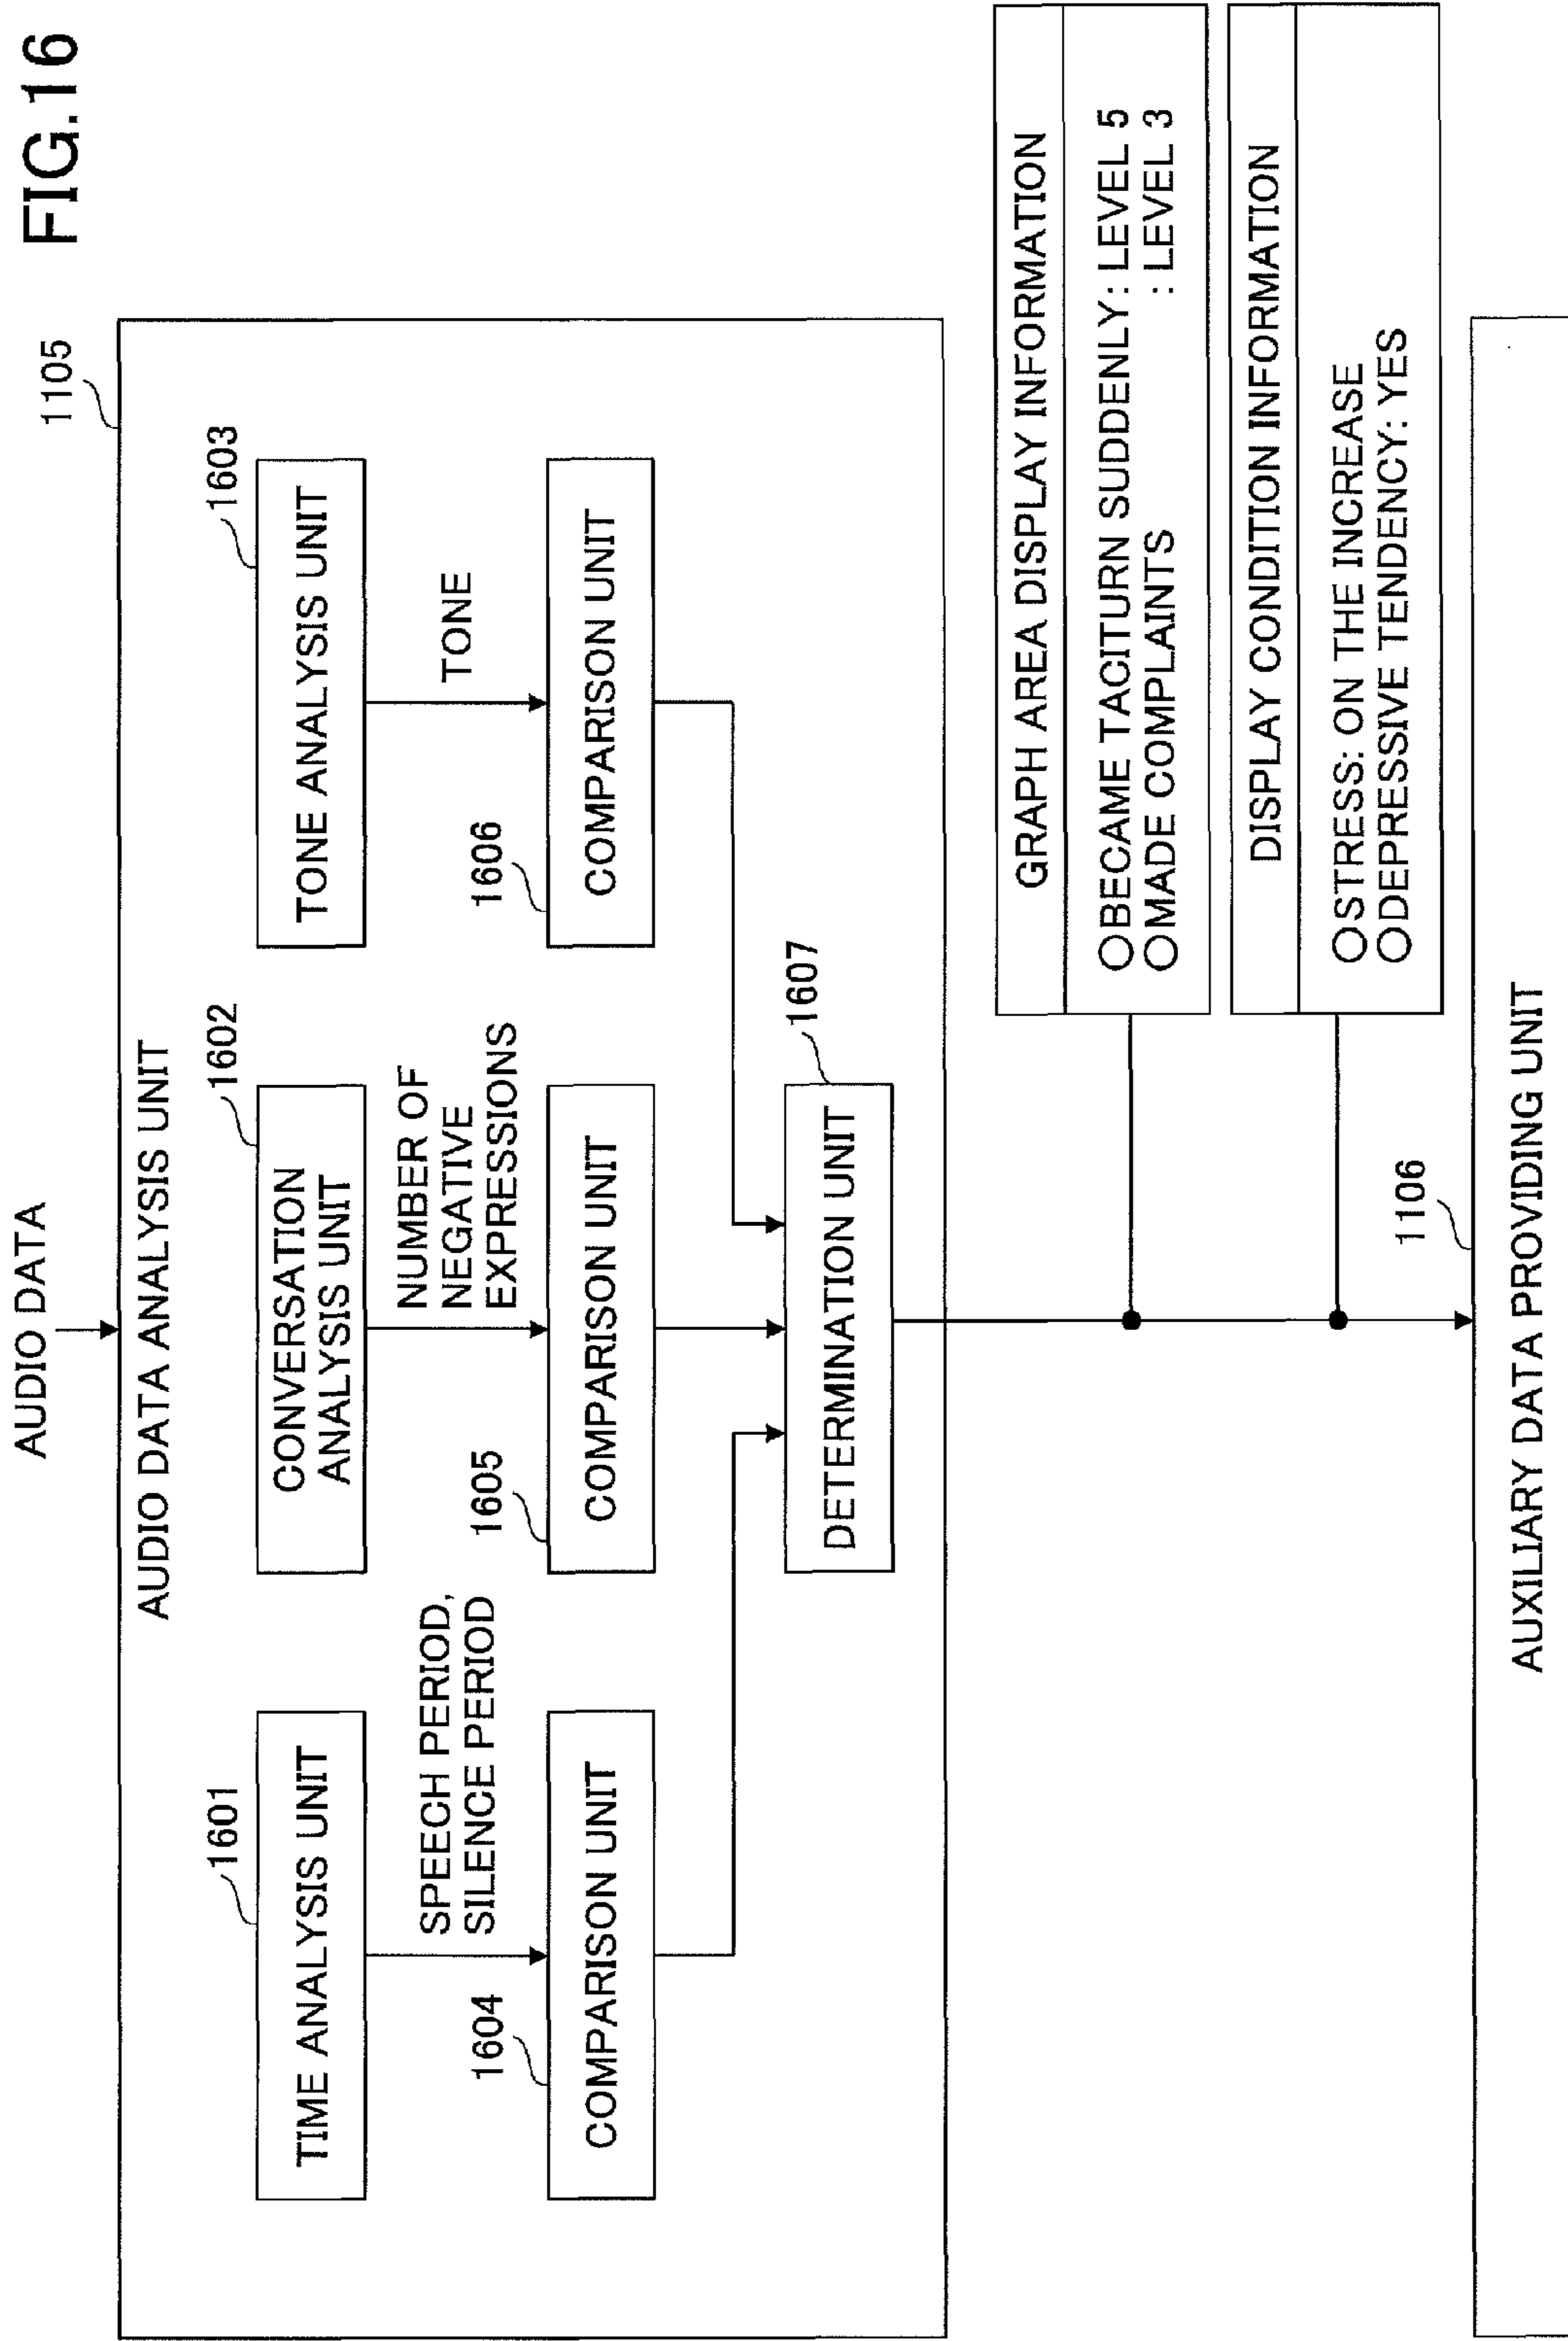 FIG.16
AUDIO DATA
1105
AUDIO DATA ANALYSIS UNIT
1601
TIME ANALYSIS UNIT
1602
CONVERSATION
ANALYSIS UNIT
1603
TONE ANALYSIS UNIT
SPEECH PERIOD,
SILENCE PERIOD
NUMBER OF
NEGATIVE
EXPRESSIONS
TONE
1604
COMPARISON UNIT
1605
COMPARISON UNIT
1606
COMPARISON UNIT
1607
DETERMINATION UNIT
GRAPH AREA DISPLAY INFORMATION
○BECAME TACITURN SUDDENLY: LEVEL 5
○MADE COMPLAINTS : LEVEL 3
DISPLAY CONDITION INFORMATION
○STRESS: ON THE INCREASE
○DEPRESSIVE TENDENCY: YES
1106
AUXILIARY DATA PROVIDING UNIT